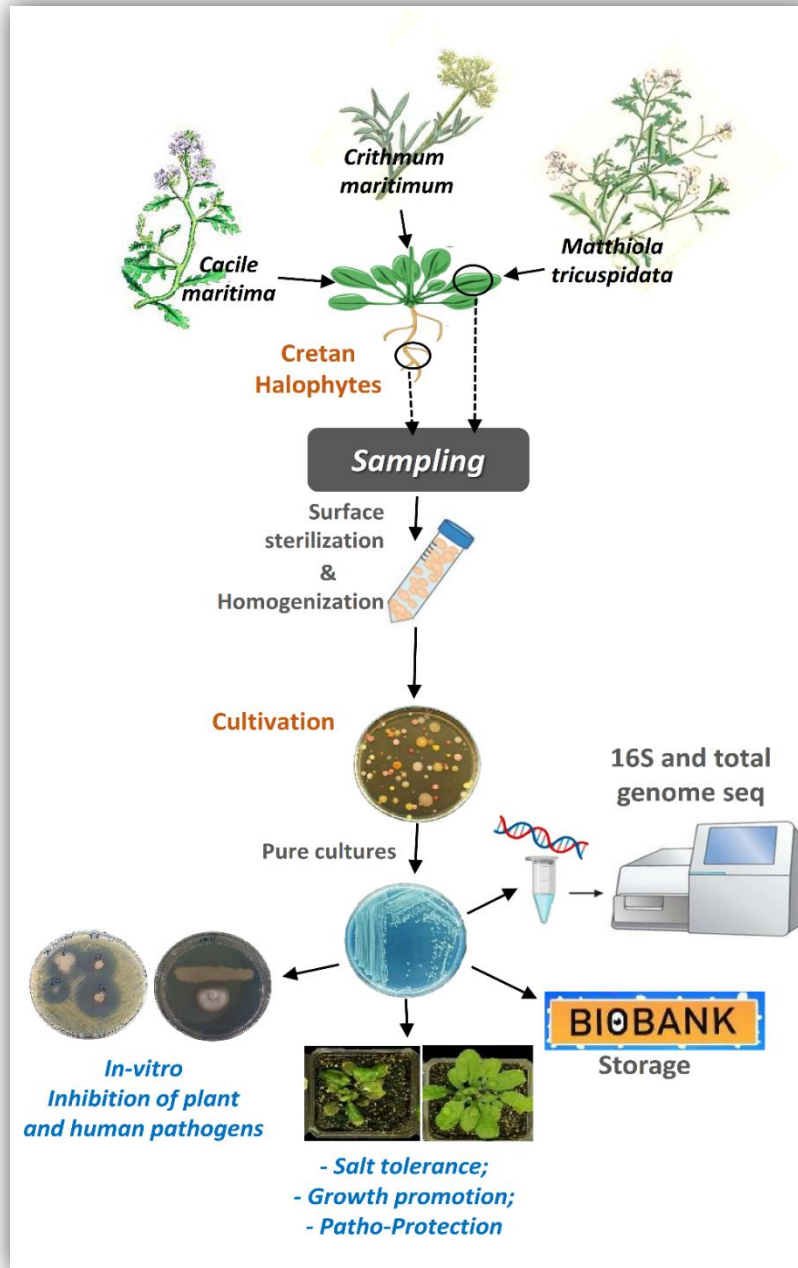 Crithmum
maritimum
Cacile
maritima
Matthiola
tricuspidata
Cretan
Halophytes
Sampling
Surface
sterilization
&
Homogenization
Cultivation
16S and total
genome seq
Pure cultures
BIOBANK
Storage
In-vitro
Inhibition of plant
and human pathogens
- Salt tolerance;
- Growth promotion;
- Patho-Protection